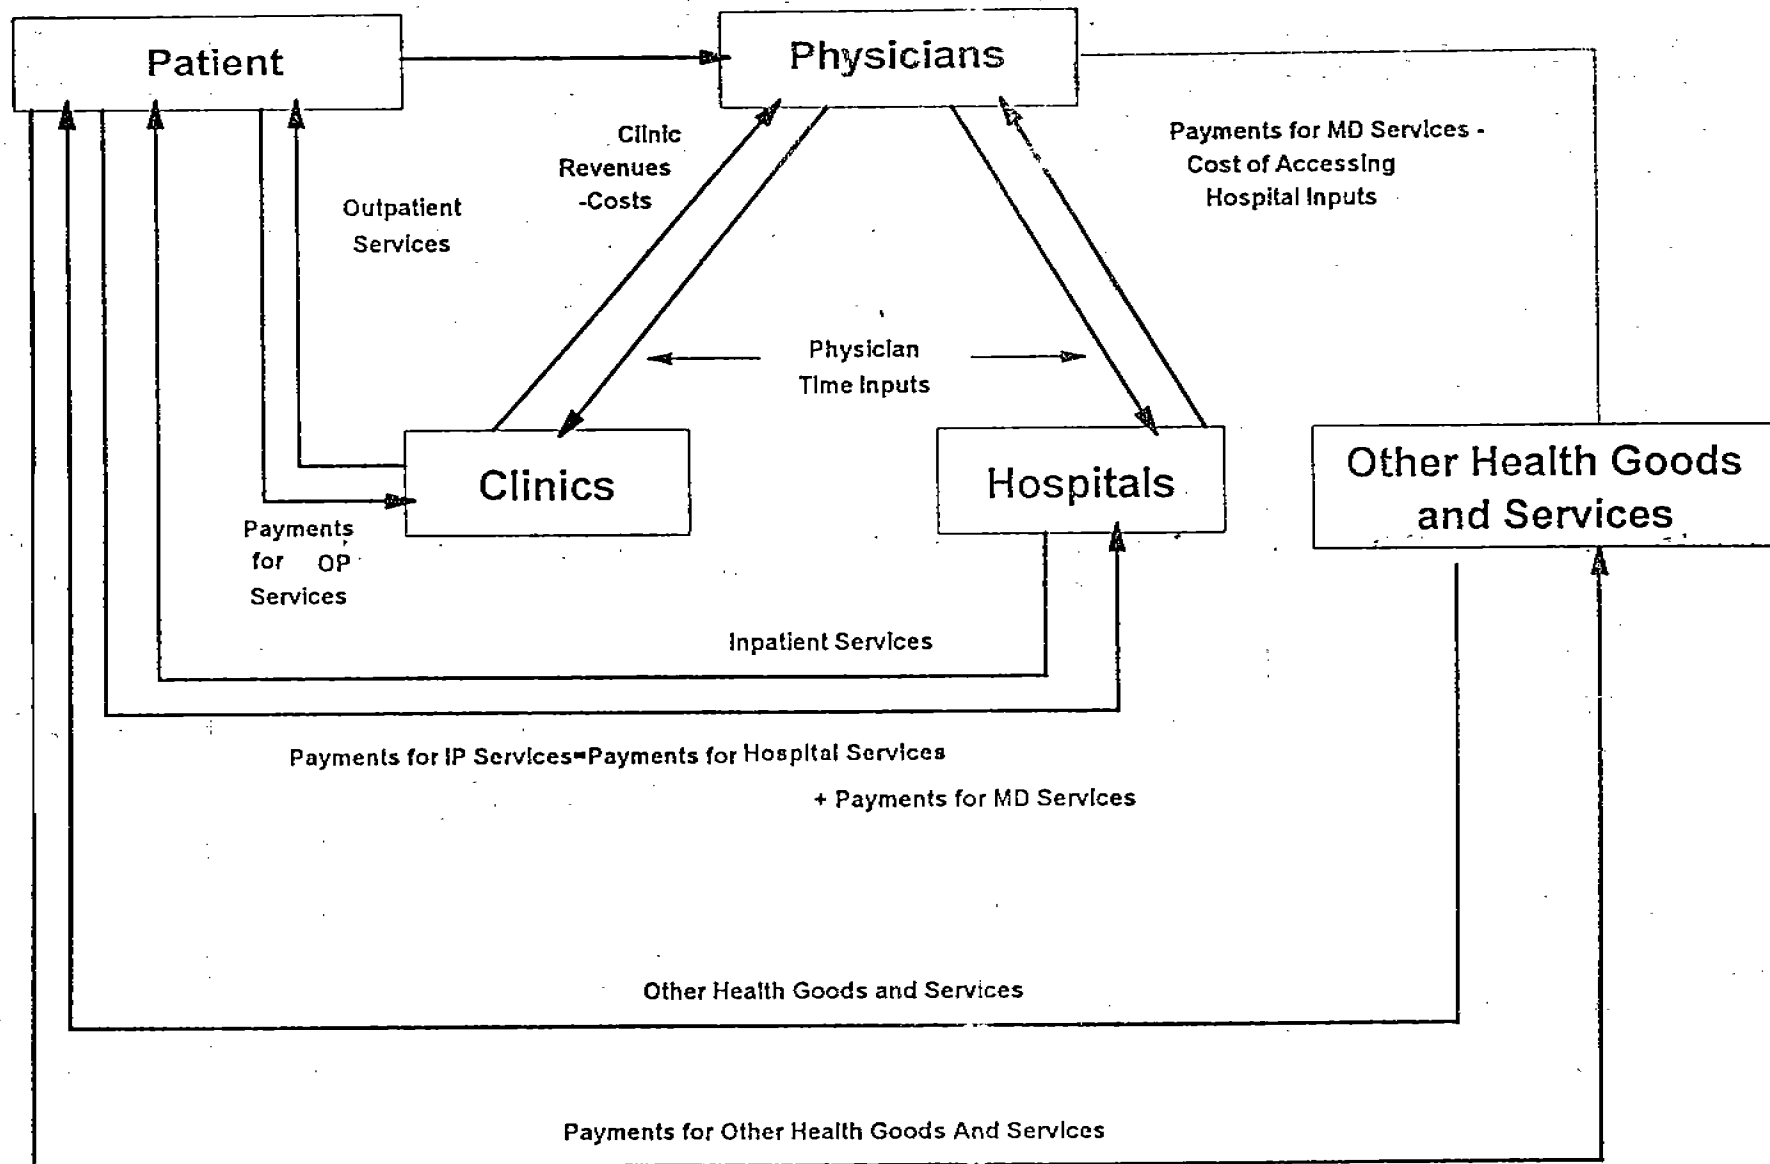 Patient
Physicians
Clinic
Revenues
-Costs
Payments for MD Services -
Cost of Accessing
Hospital Inputs
Outpatient
Services
Physician
Time Inputs
Clinics
Hospitals
Other Health Goods
and Services
Payments
for OP
Services
Inpatient Services
Payments for IP Services=Payments for Hospital Services
+ Payments for MD Services
Other Health Goods and Services
Payments for Other Health Goods And Services